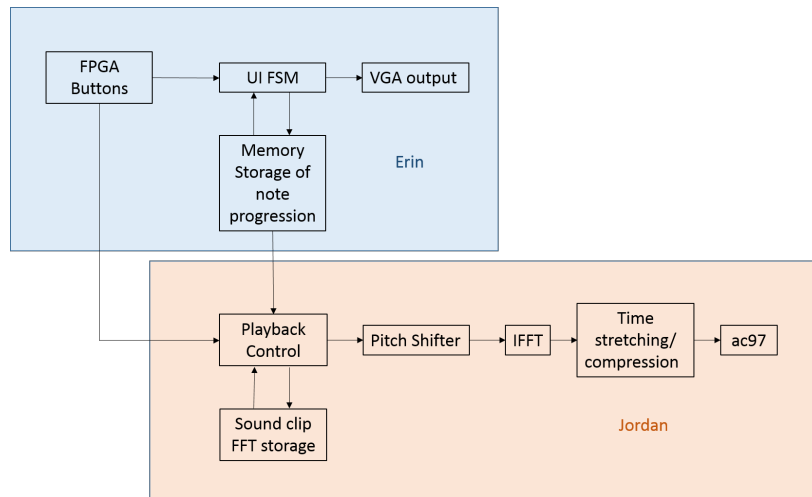 FPGA
Buttons
UI FSM
VGA output
Memory
Storage of
note
progression
Erin
Playback
Control
Pitch Shifter
IFFT
Time
stretching/
compression
ac97
Sound clip
FFT storage
Jordan